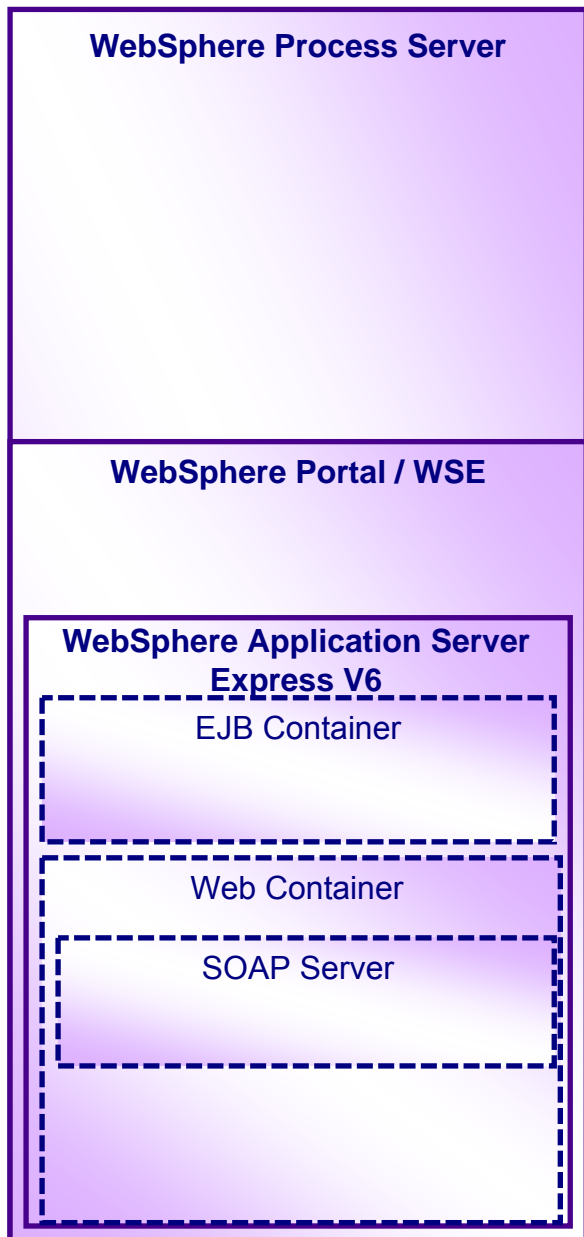 WebSphere Process Server
WebSphere Portal / WSE
WebSphere Application Server
Express V6
EJB Container
Web Container
SOAP Server